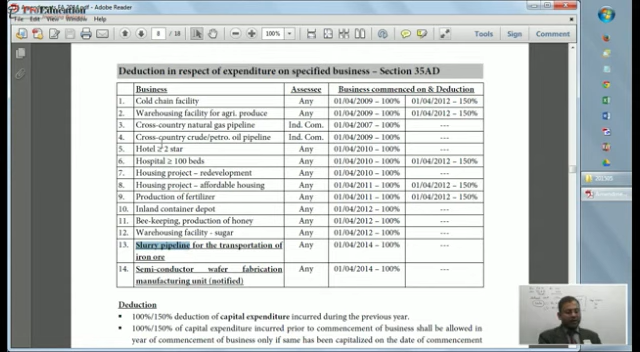 ProEducation
.pdf - Adobe Reader
File Edit View Window Help
8 / 18 100% Tools Sign Comment
Deduction in respect of expenditure on specified business – Section 35AD
Business Assessee Business commenced on & Deduction
1. Cold chain facility Any 01/04/2009 – 100% 01/04/2012 – 150%
2. Warehousing facility for agri. produce Any 01/04/2009 – 100% 01/04/2012 – 150%
3. Cross-country natural gas pipeline Ind. Com. 01/04/2007 – 100% ---
4. Cross-country crude/petro. oil pipeline Ind. Com. 01/04/2009 – 100% ---
5. Hotel ≥ 2 star Any 01/04/2010 – 100% ---
6. Hospital ≥ 100 beds Any 01/04/2010 – 100% 01/04/2012 – 150%
7. Housing project – redevelopment Any 01/04/2010 – 100% ---
8. Housing project – affordable housing Any 01/04/2011 – 100% 01/04/2012 – 150%
9. Production of fertilizer Any 01/04/2011 – 100% 01/04/2012 – 150%
10. Inland container depot Any 01/04/2012 – 100% ---
11. Bee-keeping, production of honey Any 01/04/2012 – 100% ---
12. Warehousing facility - sugar Any 01/04/2012 – 100% ---
13. Slurry pipeline for the transportation of Any 01/04/2014 – 100% ---
iron ore
14. Semi-conductor wafer fabrication Any 01/04/2014 – 100% ---
manufacturing unit (notified)
Deduction
100%/150% deduction of capital expenditure incurred during the previous year.
100%/150% of capital expenditure incurred prior to commencement of business shall be allowed in
year of commencement of business only if same has been capitalized on the date of commencement